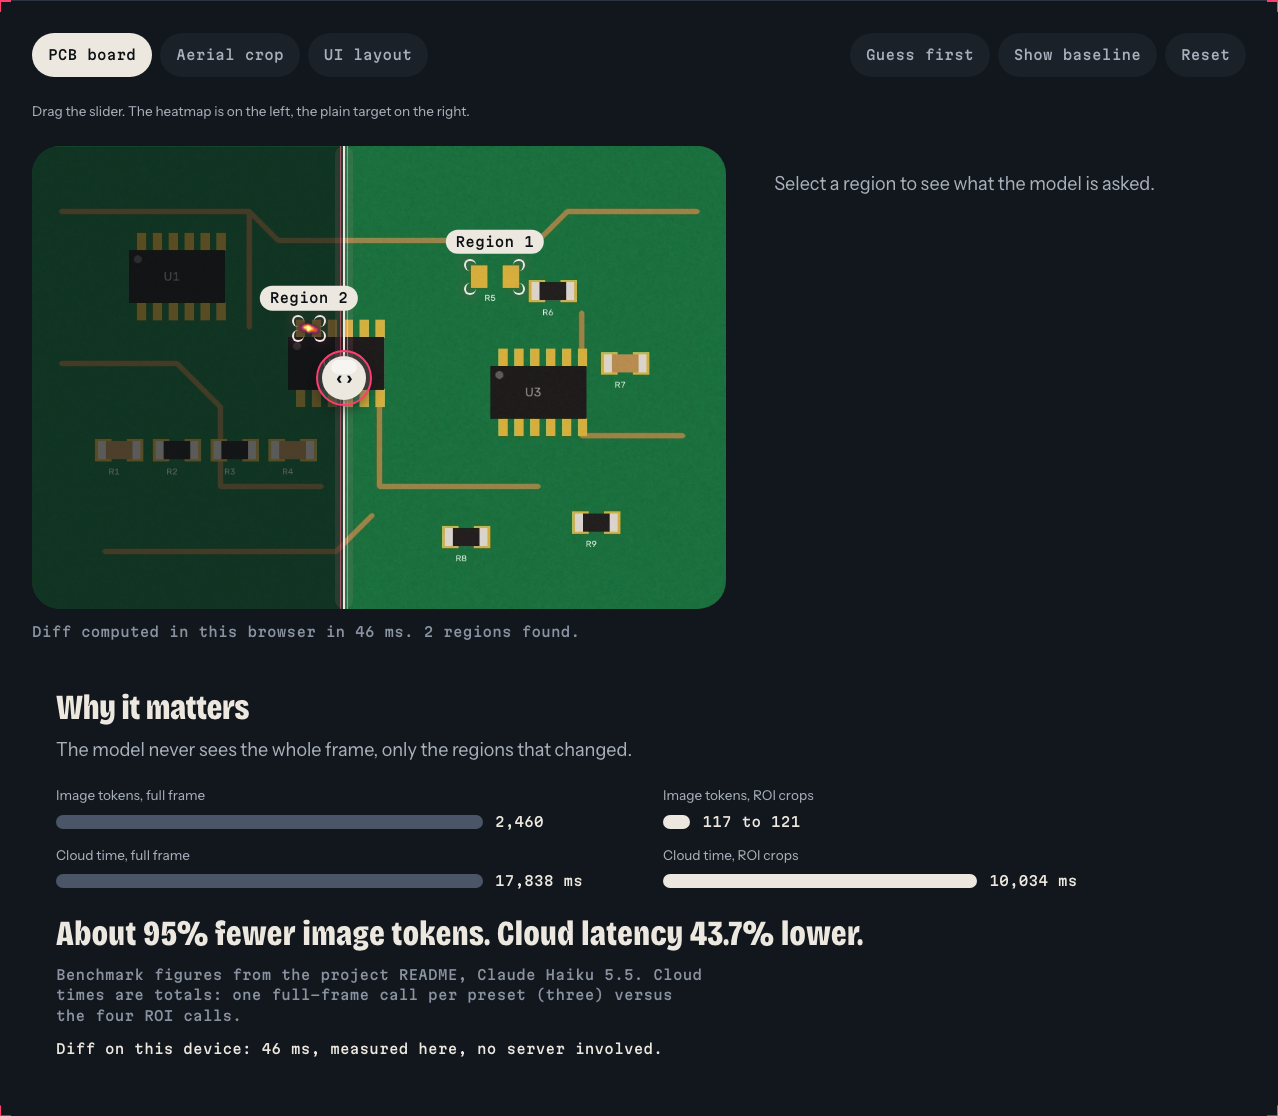 PCB board
Aerial crop
UI layout
Guess first
Show baseline
Reset
Drag the slider. The heatmap is on the left, the plain target on the right.
Select a region to see what the model is asked.
Region 1
U1
R5
Region 2
R6
R7
U3
R1
R2
R3
R4
R9
R8
Diff computed in this browser in 46 ms. 2 regions found.
Why it matters
The model never sees the whole frame, only the regions that changed.
Image tokens, full frame
2,460
Image tokens, ROI crops
117 to 121
Cloud time, full frame
17,838 ms
Cloud time, ROI crops
10,034 ms
About 95% fewer image tokens. Cloud latency 43.7% lower.
Benchmark figures from the project README, Claude Haiku 5.5. Cloud
times are totals: one full-frame call per preset (three) versus
the four ROI calls.
Diff on this device: 46 ms, measured here, no server involved.